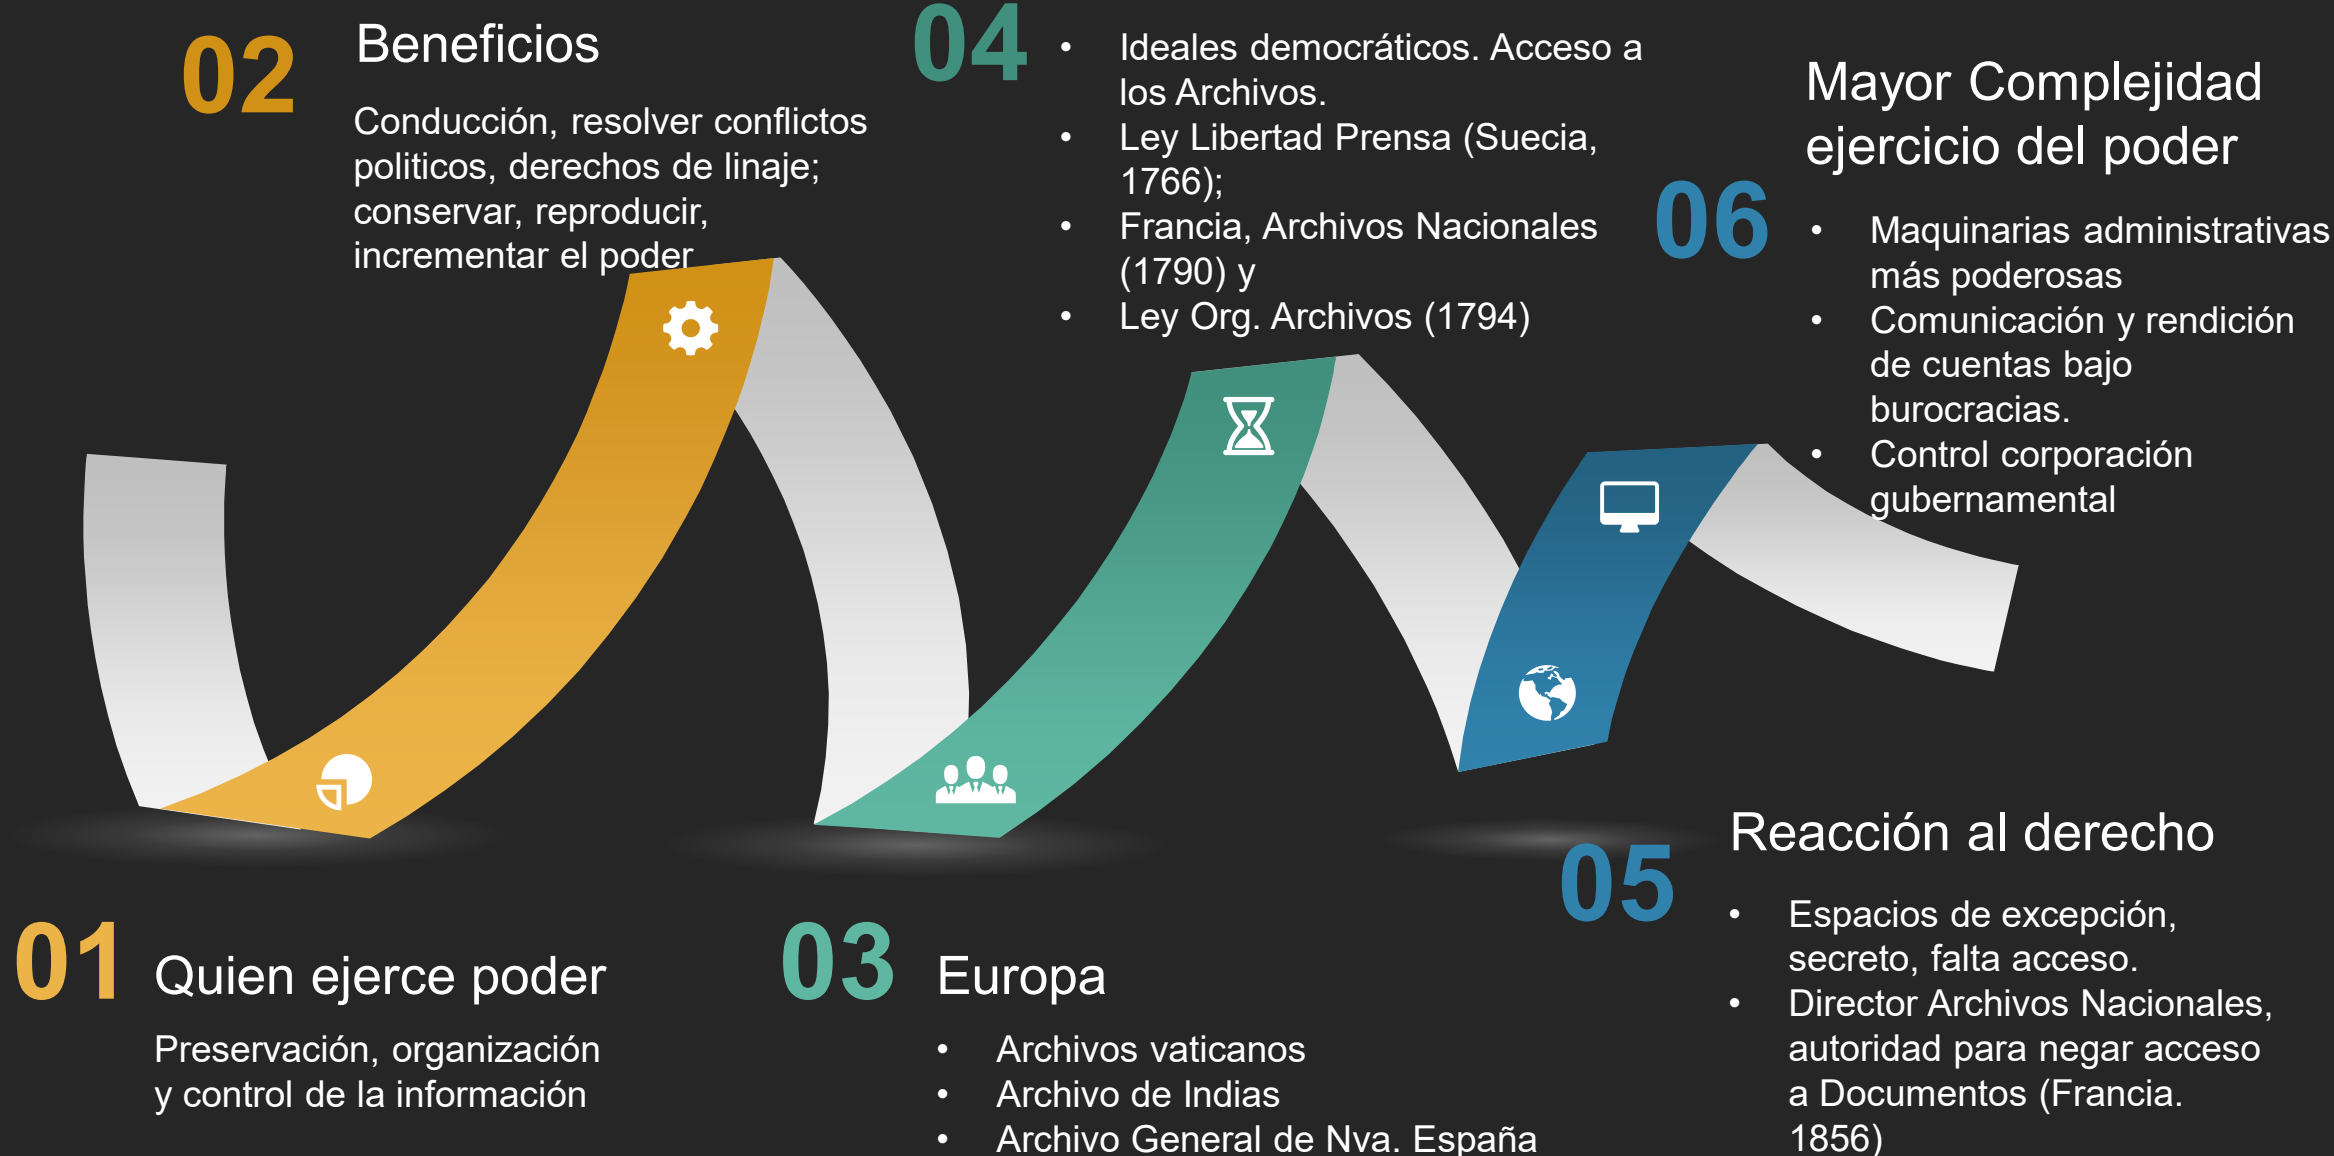 01
Quien ejerce poder
Preservación, organización
y control de la información
02
Beneficios
Conducción, resolver conflictos
politicos, derechos de linaje;
conservar, reproducir,
incrementar el poder
03
Europa
• Archivos vaticanos
• Archivo de Indias
• Archivo General de Nva. España
04
• Ideales democráticos. Acceso a
los Archivos.
• Ley Libertad Prensa (Suecia,
1766);
• Francia, Archivos Nacionales
(1790) y
• Ley Org. Archivos (1794)
05
Reacción al derecho
• Espacios de excepción,
secreto, falta acceso.
• Director Archivos Nacionales,
autoridad para negar acceso
a Documentos (Francia.
1856)
06
Mayor Complejidad
ejercicio del poder
• Maquinarias administrativas
más poderosas
• Comunicación y rendición
de cuentas bajo
burocracias.
• Control corporación
gubernamental